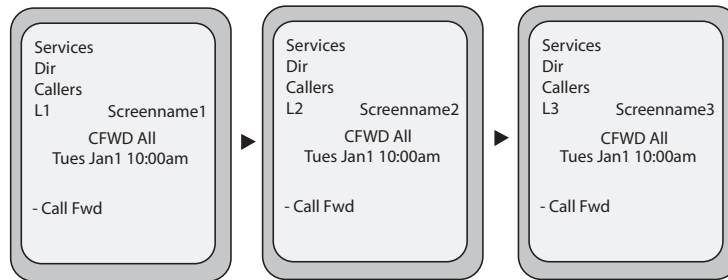 Services
Dir
Callers
L1 Screenname1
CFWD All
Tues Jan1 10:00am
- Call Fwd
Services
Dir
Callers
L2 Screenname2
CFWD All
Tues Jan1 10:00am
- Call Fwd
Services
Dir
Callers
L3 Screenname3
CFWD All
Tues Jan1 10:00am
- Call Fwd